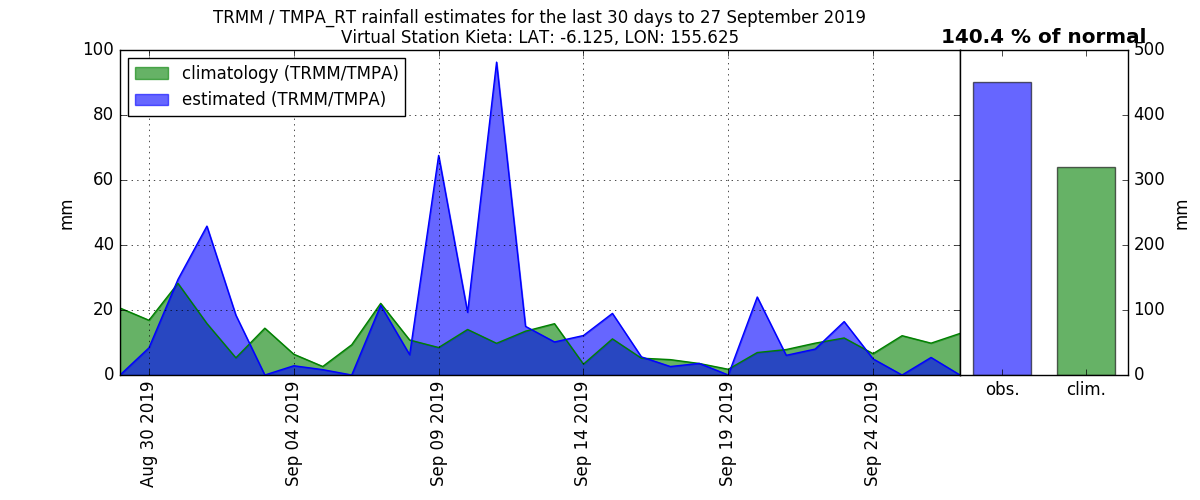 TRMM / TMPA_RT rainfall estimates for the last 30 days to 27 September 2019
Virtual Station Kieta: LAT: -6.125, LON: 155.625
140.4 % of normal
climatology (TRMM/TMPA)
estimated (TRMM/TMPA)
100
80
60
40
20
0
mm
500
400
300
200
100
0
mm
obs.
clim.
Aug 30 2019
Sep 04 2019
Sep 09 2019
Sep 14 2019
Sep 19 2019
Sep 24 2019